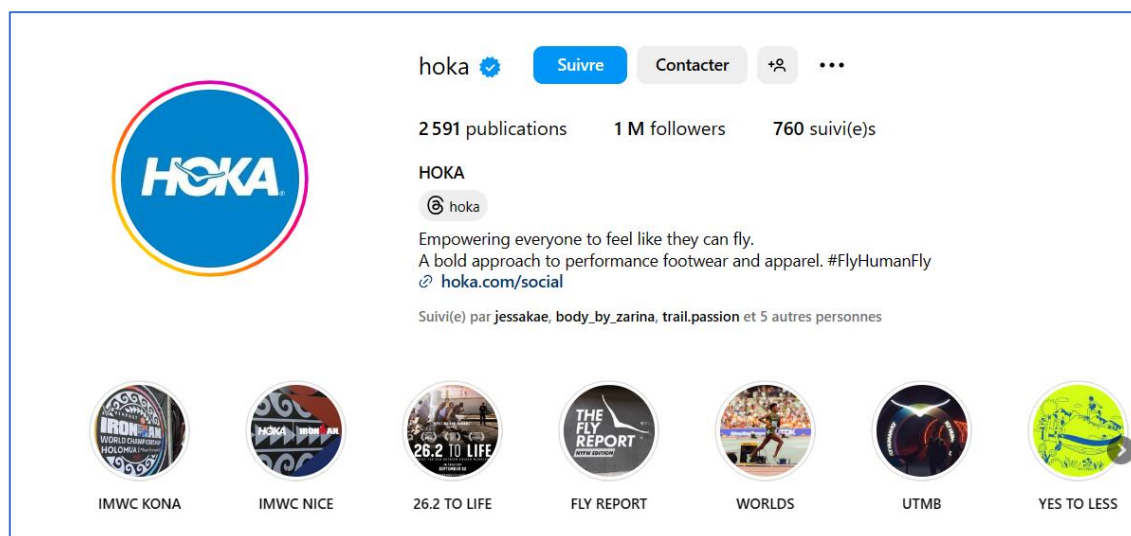 hoka
Suivre
Contacter
2 591 publications
1 M followers
760 suivi(e)s
HOKA
HOKA
hoka
Empowering everyone to feel like they can fly.
A bold approach to performance footwear and apparel. #FlyHumanFly
hoka.com/social
Suivi(e) par jessakae, body_by_zarina, trail.passion et 5 autres personnes
IRONMAN
WORLD CHAMPIONSHIP
HOLOHUA
HOKA IRONMAN
26.2 TO LIFE
THE
FLY
REPORT
NYFW EDITION
IMWC KONA
IMWC NICE
26.2 TO LIFE
FLY REPORT
WORLDS
UTMB
YES TO LESS